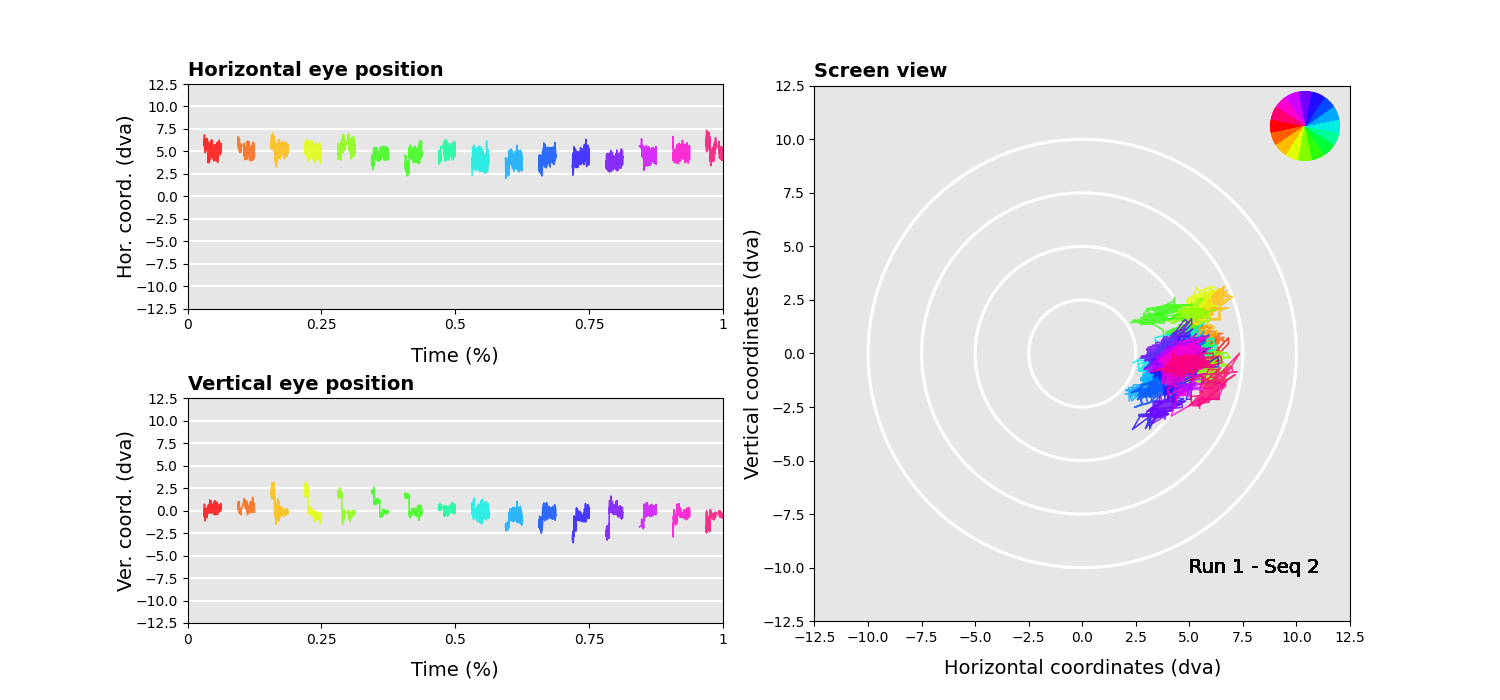 Horizontal eye position
Hor. coord. (dva)
12.5
10.0
7.5
5.0
2.5
0.0
−2.5
−5.0
−7.5
−10.0
−12.5
0 0.25 0.5 0.75 1
Time (%)
Vertical eye position
Ver. coord. (dva)
12.5
10.0
7.5
5.0
2.5
0.0
−2.5
−5.0
−7.5
−10.0
−12.5
0 0.25 0.5 0.75 1
Time (%)
Screen view
Vertical coordinates (dva)
12.5
10.0
7.5
5.0
2.5
0.0
−2.5
−5.0
−7.5
−10.0
−12.5
Run 1 - Seq 2
−12.5 −10.0 −7.5 −5.0 −2.5 0.0 2.5 5.0 7.5 10.0 12.5
Horizontal coordinates (dva)